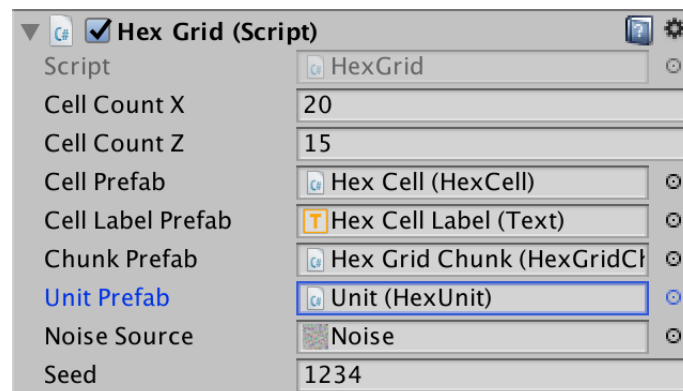 Hex Grid (Script)
Script HexGrid
Cell Count X 20
Cell Count Z 15
Cell Prefab Hex Cell (HexCell)
Cell Label Prefab T Hex Cell Label (Text)
Chunk Prefab Hex Grid Chunk (HexGridCh
Unit Prefab Unit (HexUnit)
Noise Source Noise
Seed 1234